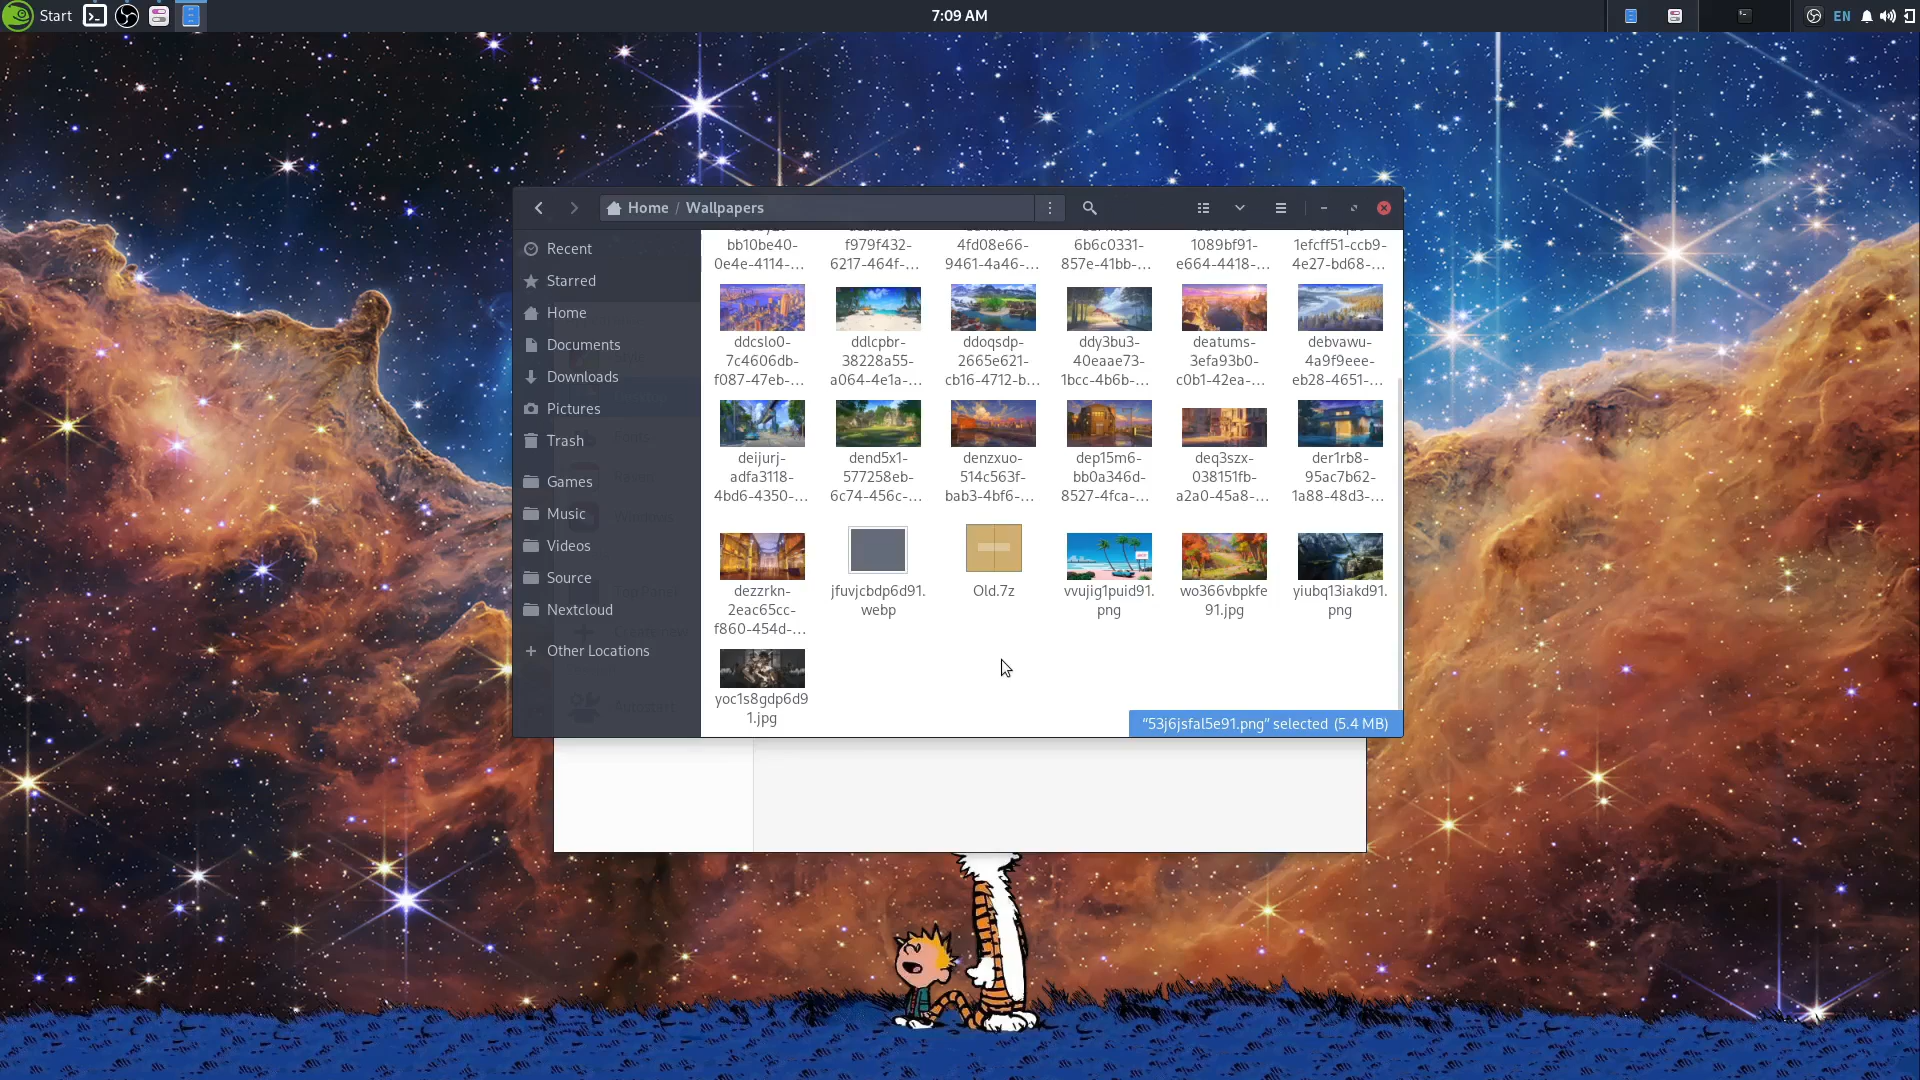 Start
7:09 AM
EN
Home / Wallpapers
Recent
Starred
Home
Documents
Downloads
Pictures
Trash
Games
Music
Videos
Source
Nextcloud
Other Locations
bb10be40-
0e4e-4114-...
f979f432-
6217-464f-...
4fd08e66-
9461-4a46-...
6b6c0331-
857e-41bb-...
1089bf91-
e664-4418-...
1efcff51-ccb9-
4e27-bd68-...
ddcslo0-
7c4606db-
f087-47eb-...
ddlcpbr-
38228a55-
a064-4e1a-...
ddoqsdp-
2665e621-
cb16-4712-b...
ddy3bu3-
40eaae73-
1bcc-4b6b-...
deatums-
3efa93b0-
c0b1-42ea-...
debvawu-
4a9f9eee-
eb28-4651-...
deijurj-
adfa3118-
4bd6-4350-...
dend5x1-
577258eb-
6c74-456c-...
denzxuo-
514c563f-
bab3-4bf6-...
dep15m6-
bb0a346d-
8527-4fca-...
deq3szx-
038151fb-
a2a0-45a8-...
der1rb8-
95ac7b62-
1a88-48d3-...
dezzrkn-
2eac65cc-
f860-454d-...
jfuvjcbdp6d91.
webp
Old.7z
vvujig1puid91.
png
wo366vbpkfe
91.jpg
yiubq13iakd91.
png
yoc1s8gdp6d9
1.jpg
“53j6jsfal5e91.png” selected (5.4 MB)